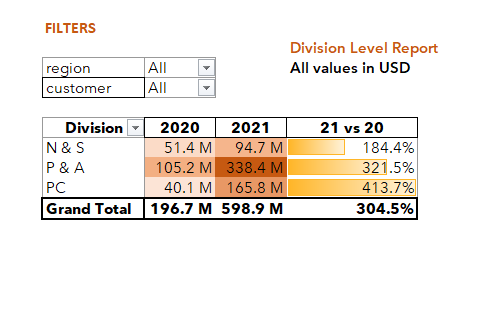 FILTERS
Division Level Report
region All
All values in USD
customer All
Division 2020 2021 21 vs 20
N & S 51.4 M 94.7 M 184.4%
P & A 105.2 M 338.4 M 321.5%
PC 40.1 M 165.8 M 413.7%
Grand Total 196.7 M 598.9 M 304.5%